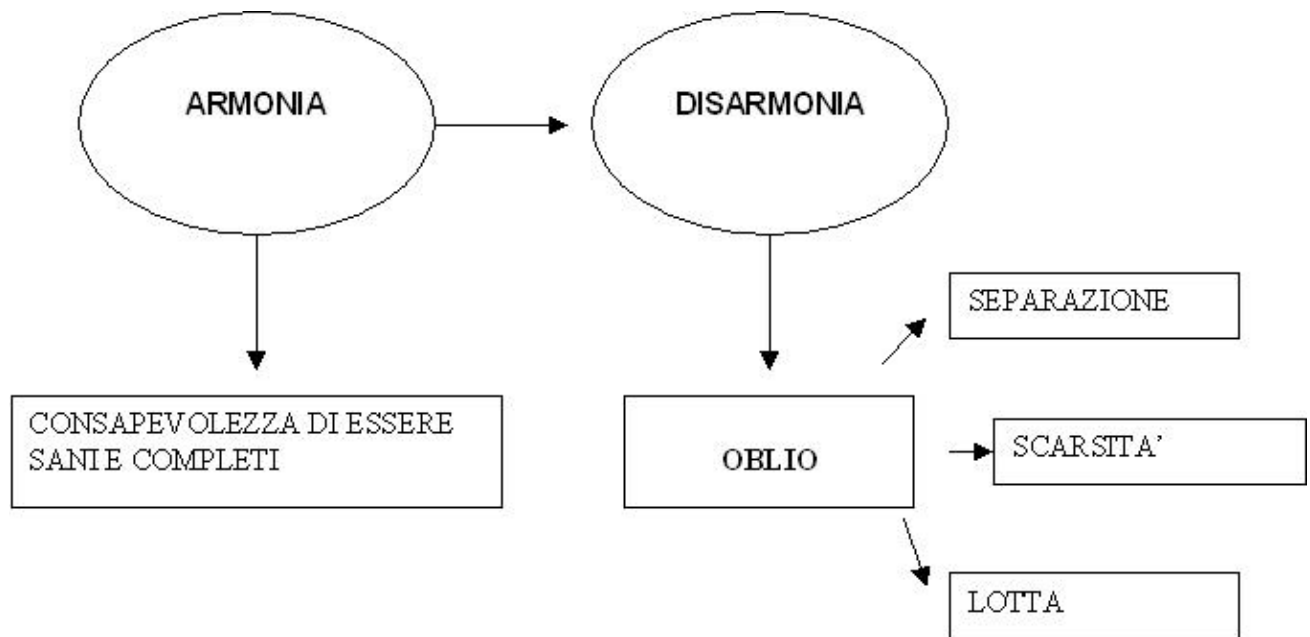 ARMONIA
DISARMONIA
SEPARAZIONE
CONSAPEVOLEZZA DI ESSERE
SANI E COMPLETI
OBLIO
SCARSITA’
LOTTA